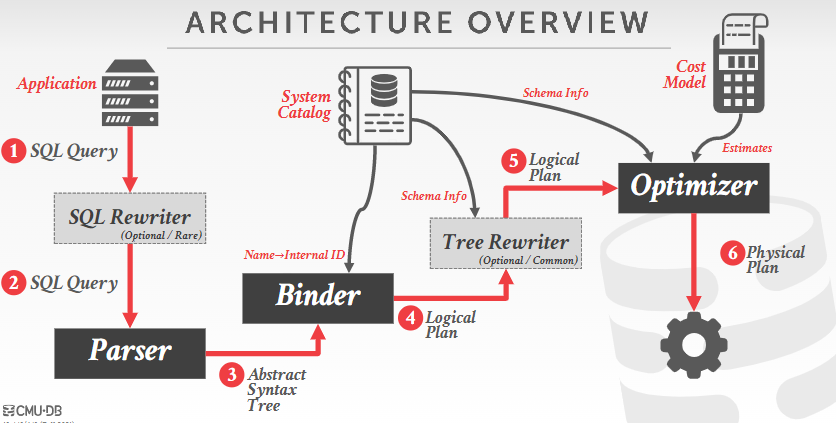 ARCHITECTURE OVERVIEW
Application
1 SQL Query
SQL Rewriter
(Optional / Rare)
2 SQL Query
Parser
3 Abstract
Syntax
Tree
System
Catalog
Name→Internal ID
Binder
4 Logical
Plan
Schema Info
Schema Info
Tree Rewriter
(Optional / Common)
5 Logical
Plan
Cost
Model
Estimates
Optimizer
6 Physical
Plan
CMU·DB